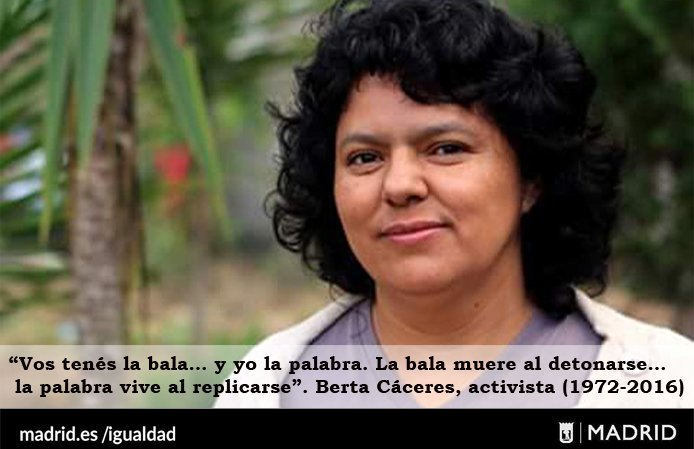 “Vos tenés la bala... y yo la palabra. La bala muere al detonarse...
la palabra vive al replicarse”. Berta Cáceres, activista (1972-2016)
madrid.es /igualdad
MADRID